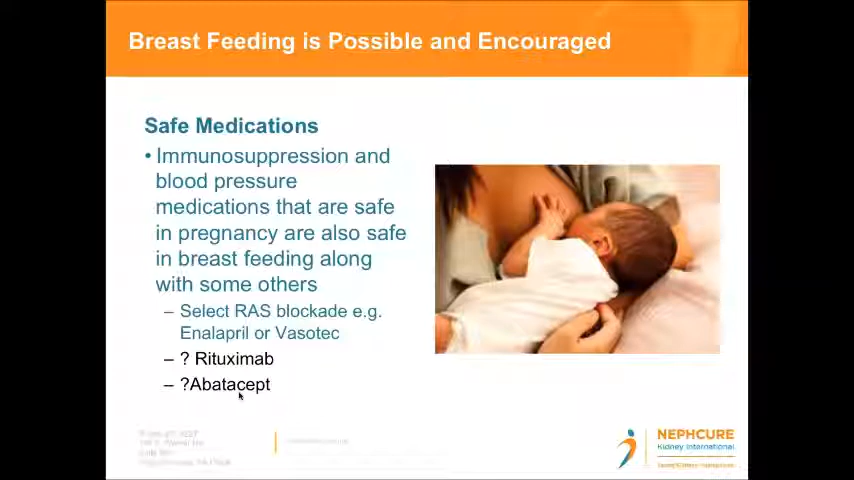 Breast Feeding is Possible and Encouraged
Safe Medications
• Immunosuppression and
blood pressure
medications that are safe
in pregnancy are also safe
in breast feeding along
with some others
– Select RAS blockade e.g.
Enalapril or Vasotec
– ? Rituximab
– ?Abatacept
NEPHCURE
Kidney International